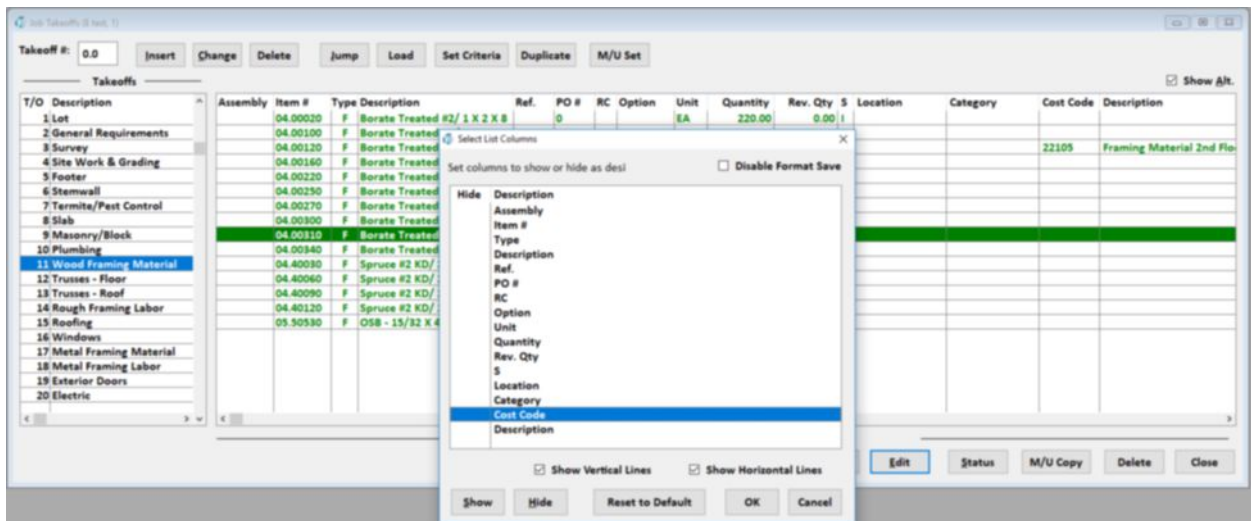 Job Takeoffs (I test, 1)
Takeoff #: 0.0 Insert Change Delete Jump Load Set Criteria Duplicate M/U Set
Takeoffs
Show Alt.
T/O Description Assembly Item # Type Description Ref. PO # RC Option Unit Quantity Rev. Qty S Location Category Cost Code Description
1 Lot 04.00020 F Borate Treated #2/ 1 X 2 X 8 0 EA 220.00 0.00 I
2 General Requirements 04.00100 F Borate Treated
3 Survey 04.00120 F Borate Treated 22105 Framing Material 2nd Flo
4 Site Work & Grading 04.00160 F Borate Treated
5 Footer 04.00220 F Borate Treated
6 Stemwall 04.00250 F Borate Treated
7 Termite/Pest Control 04.00270 F Borate Treated
8 Slab 04.00300 F Borate Treated
9 Masonry/Block 04.00310 F Borate Treated
10 Plumbing 04.00340 F Borate Treated
11 Wood Framing Material 04.40030 F Spruce #2 KD/
12 Trusses - Floor 04.40060 F Spruce #2 KD/
13 Trusses - Roof 04.40090 F Spruce #2 KD/
14 Rough Framing Labor 04.40120 F Spruce #2 KD/
15 Roofing 05.50530 F OSB - 15/32 X 4
16 Windows
17 Metal Framing Material
18 Metal Framing Labor
19 Exterior Doors
20 Electric
Select List Columns
Set columns to show or hide as desi Disable Format Save
Hide Description
Assembly
Item #
Type
Description
Ref.
PO #
RC
Option
Unit
Quantity
Rev. Qty
S
Location
Category
Cost Code
Description
Show Vertical Lines Show Horizontal Lines
Show Hide Reset to Default OK Cancel
Edit Status M/U Copy Delete Close